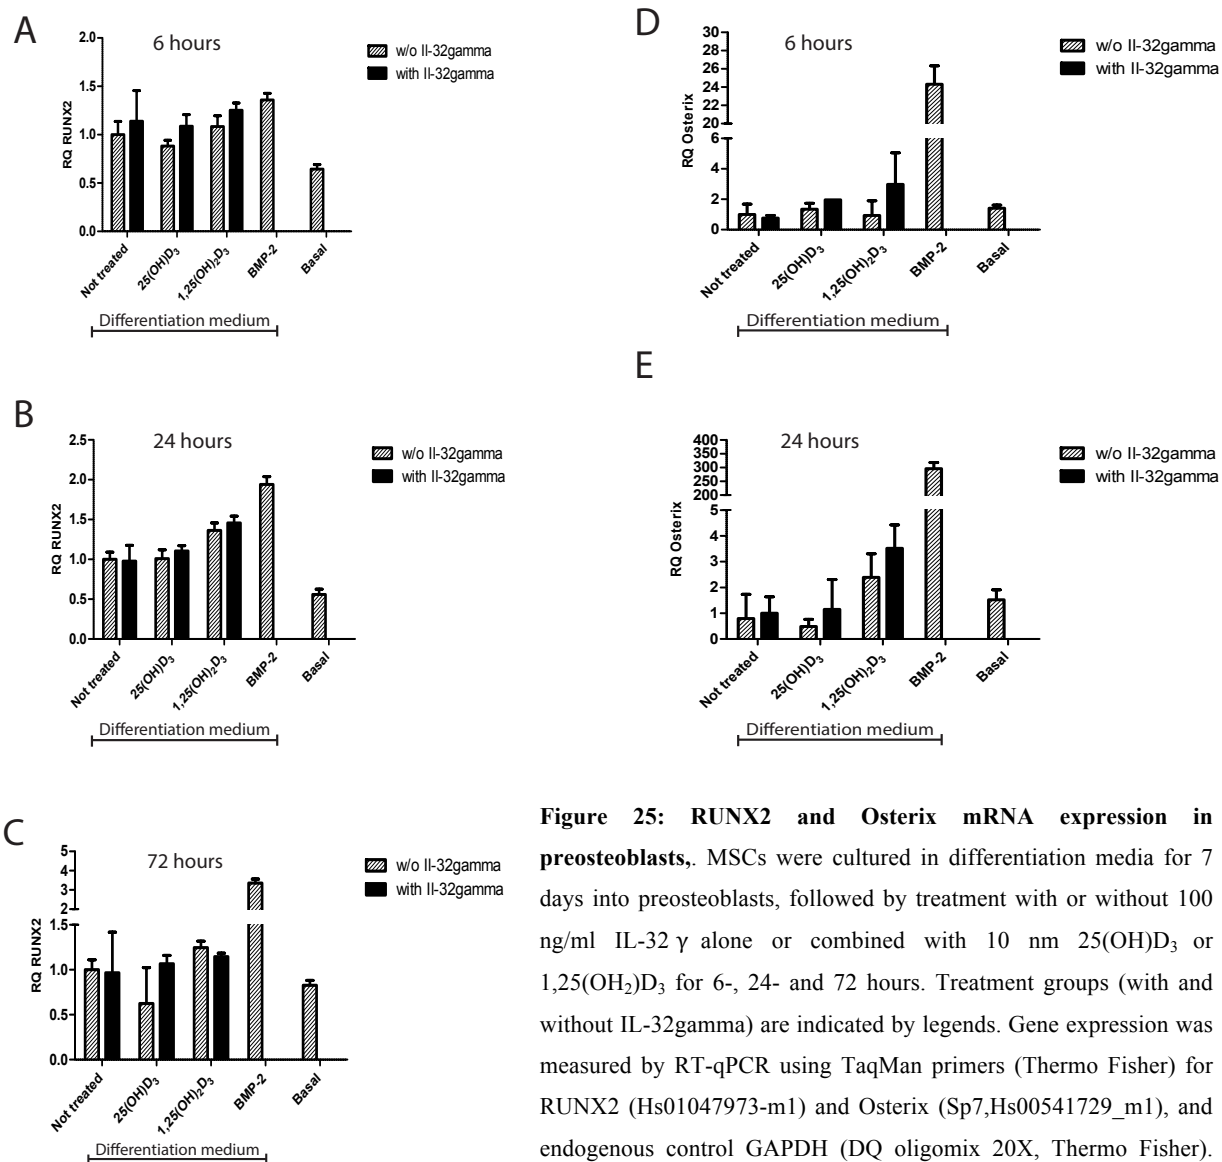 A
6 hours
2.0
1.5
1.0
0.5
0.0
RQ RUNX2
w/o Il-32gamma
with Il-32gamma
Not treated
25(OH)D₃
1,25(OH)₂D₃
BMP-2
Basal
Differentiation medium
D
6 hours
30
28
26
24
22
20
6
4
2
0
RQ Osterix
w/o Il-32gamma
with Il-32gamma
Not treated
25(OH)D₃
1,25(OH)₂D₃
BMP-2
Basal
Differentiation medium
B
24 hours
2.5
2.0
1.5
1.0
0.5
0.0
RQ RUNX2
w/o Il-32gamma
with Il-32gamma
Not treated
25(OH)D₃
1,25(OH)₂D₃
BMP-2
Basal
Differentiation medium
E
24 hours
400
300
200
5
4
3
2
1
0
RQ Osterix
w/o Il-32gamma
with Il-32gamma
Not treated
25(OH)D₃
1,25(OH)₂D₃
BMP-2
Basal
Differentiation medium
C
72 hours
5
4
3
2
1.5
1.0
0.5
0.0
RQ RUNX2
w/o Il-32gamma
with Il-32gamma
Not treated
25(OH)D₃
1,25(OH)₂D₃
BMP-2
Basal
Differentiation medium
Figure 25: RUNX2 and Osterix mRNA expression in
preosteoblasts,. MSCs were cultured in differentiation media for 7
days into preosteoblasts, followed by treatment with or without 100
ng/ml IL-32 γ alone or combined with 10 nm 25(OH)D₃ or
1,25(OH₂)D₃ for 6-, 24- and 72 hours. Treatment groups (with and
without IL-32gamma) are indicated by legends. Gene expression was
measured by RT-qPCR using TaqMan primers (Thermo Fisher) for
RUNX2 (Hs01047973-m1) and Osterix (Sp7,Hs00541729_m1), and
endogenous control GAPDH (DQ oligomix 20X, Thermo Fisher).